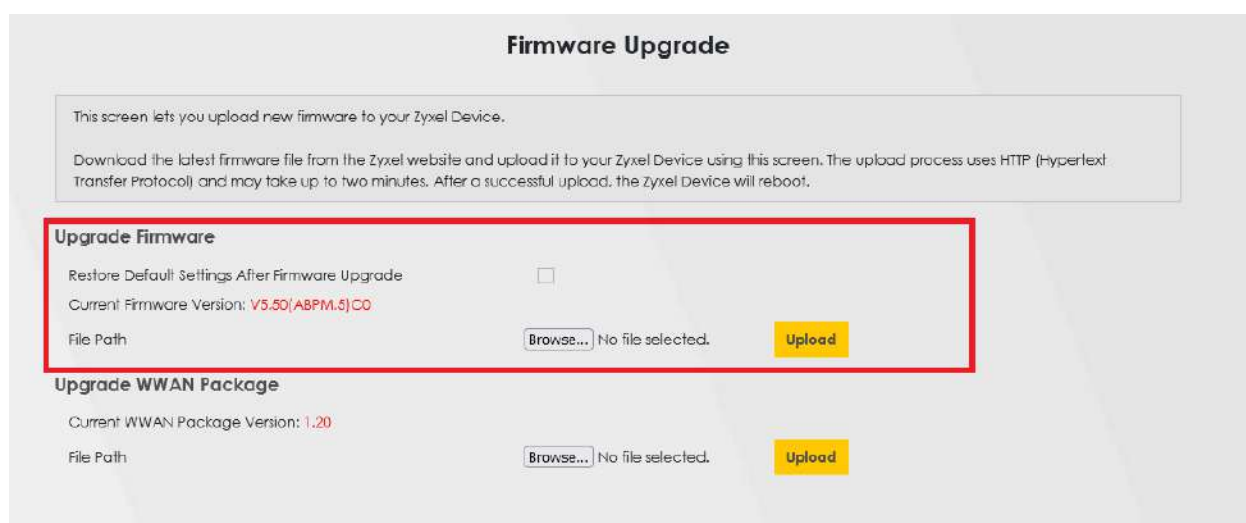 Firmware Upgrade
This screen lets you upload new firmware to your Zyxel Device.
Download the latest firmware file from the Zyxel website and upload it to your Zyxel Device using this screen. The upload process uses HTTP (Hypertext
Transfer Protocol) and may take up to two minutes. After a successful upload, the Zyxel Device will reboot.
Upgrade Firmware
Restore Default Settings After Firmware Upgrade
Current Firmware Version: V5.50(ABPM.5)C0
File Path Browse... No file selected. Upload
Upgrade WWAN Package
Current WWAN Package Version: 1.20
File Path Browse... No file selected. Upload